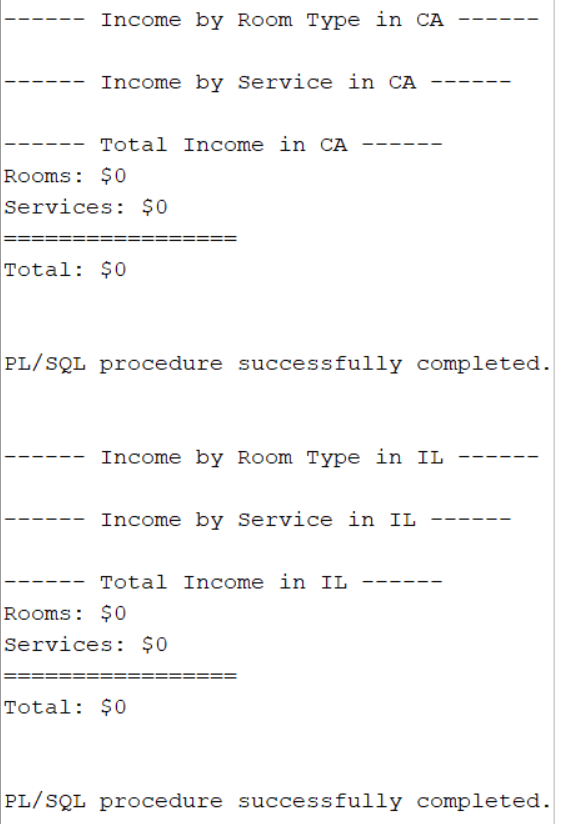 ------ Income by Room Type in CA ------
------ Income by Service in CA ------
------ Total Income in CA ------
Rooms: $0
Services: $0
=================
Total: $0
PL/SQL procedure successfully completed.
------ Income by Room Type in IL ------
------ Income by Service in IL ------
------ Total Income in IL ------
Rooms: $0
Services: $0
=================
Total: $0
PL/SQL procedure successfully completed.